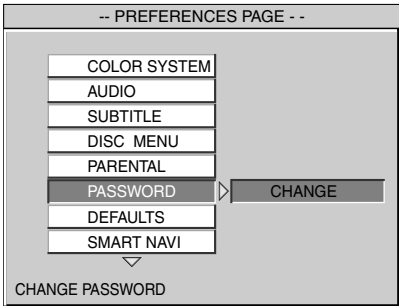 -- PREFERENCES PAGE - -
COLOR SYSTEM
AUDIO
SUBTITLE
DISC MENU
PARENTAL
PASSWORD CHANGE
DEFAULTS
SMART NAVI
CHANGE PASSWORD